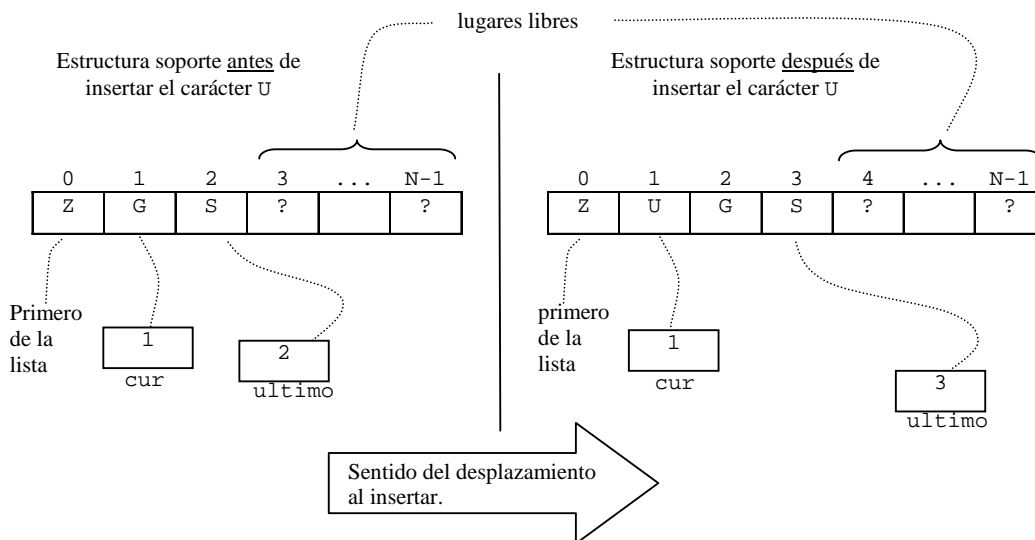 lugares libres
Estructura soporte antes de
insertar el carácter U
0 1 2 3 ... N-1
Z G S ? ?
Primero
de la
lista
1
cur
2
ultimo
Estructura soporte después de
insertar el carácter U
0 1 2 3 4 ... N-1
Z U G S ? ?
primero
de la
lista
1
cur
3
ultimo
Sentido del desplazamiento
al insertar.